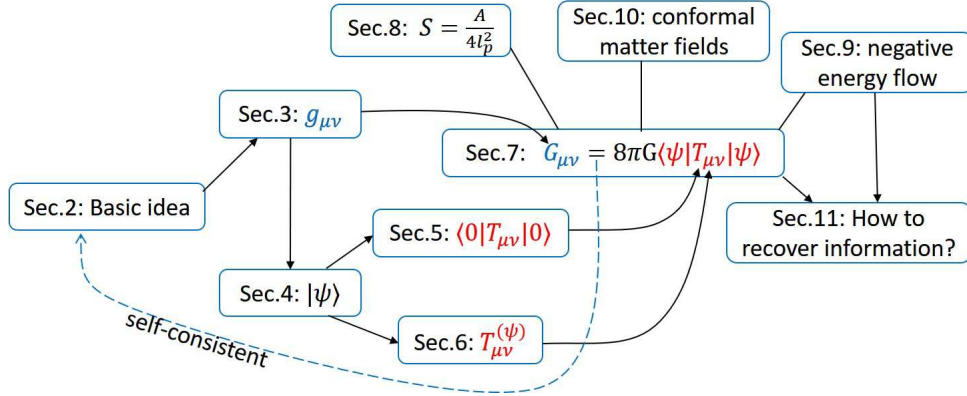 Sec.8: S = A/4l_p^2
Sec.10: conformal
matter fields
Sec.9: negative
energy flow
Sec.3: g_μν
Sec.7: G_μν = 8πG⟨ψ|T_μν|ψ⟩
Sec.2: Basic idea
Sec.5: ⟨0|T_μν|0⟩
Sec.11: How to
recover information?
Sec.4: |ψ⟩
self-consistent
Sec.6: T_μν^(ψ)